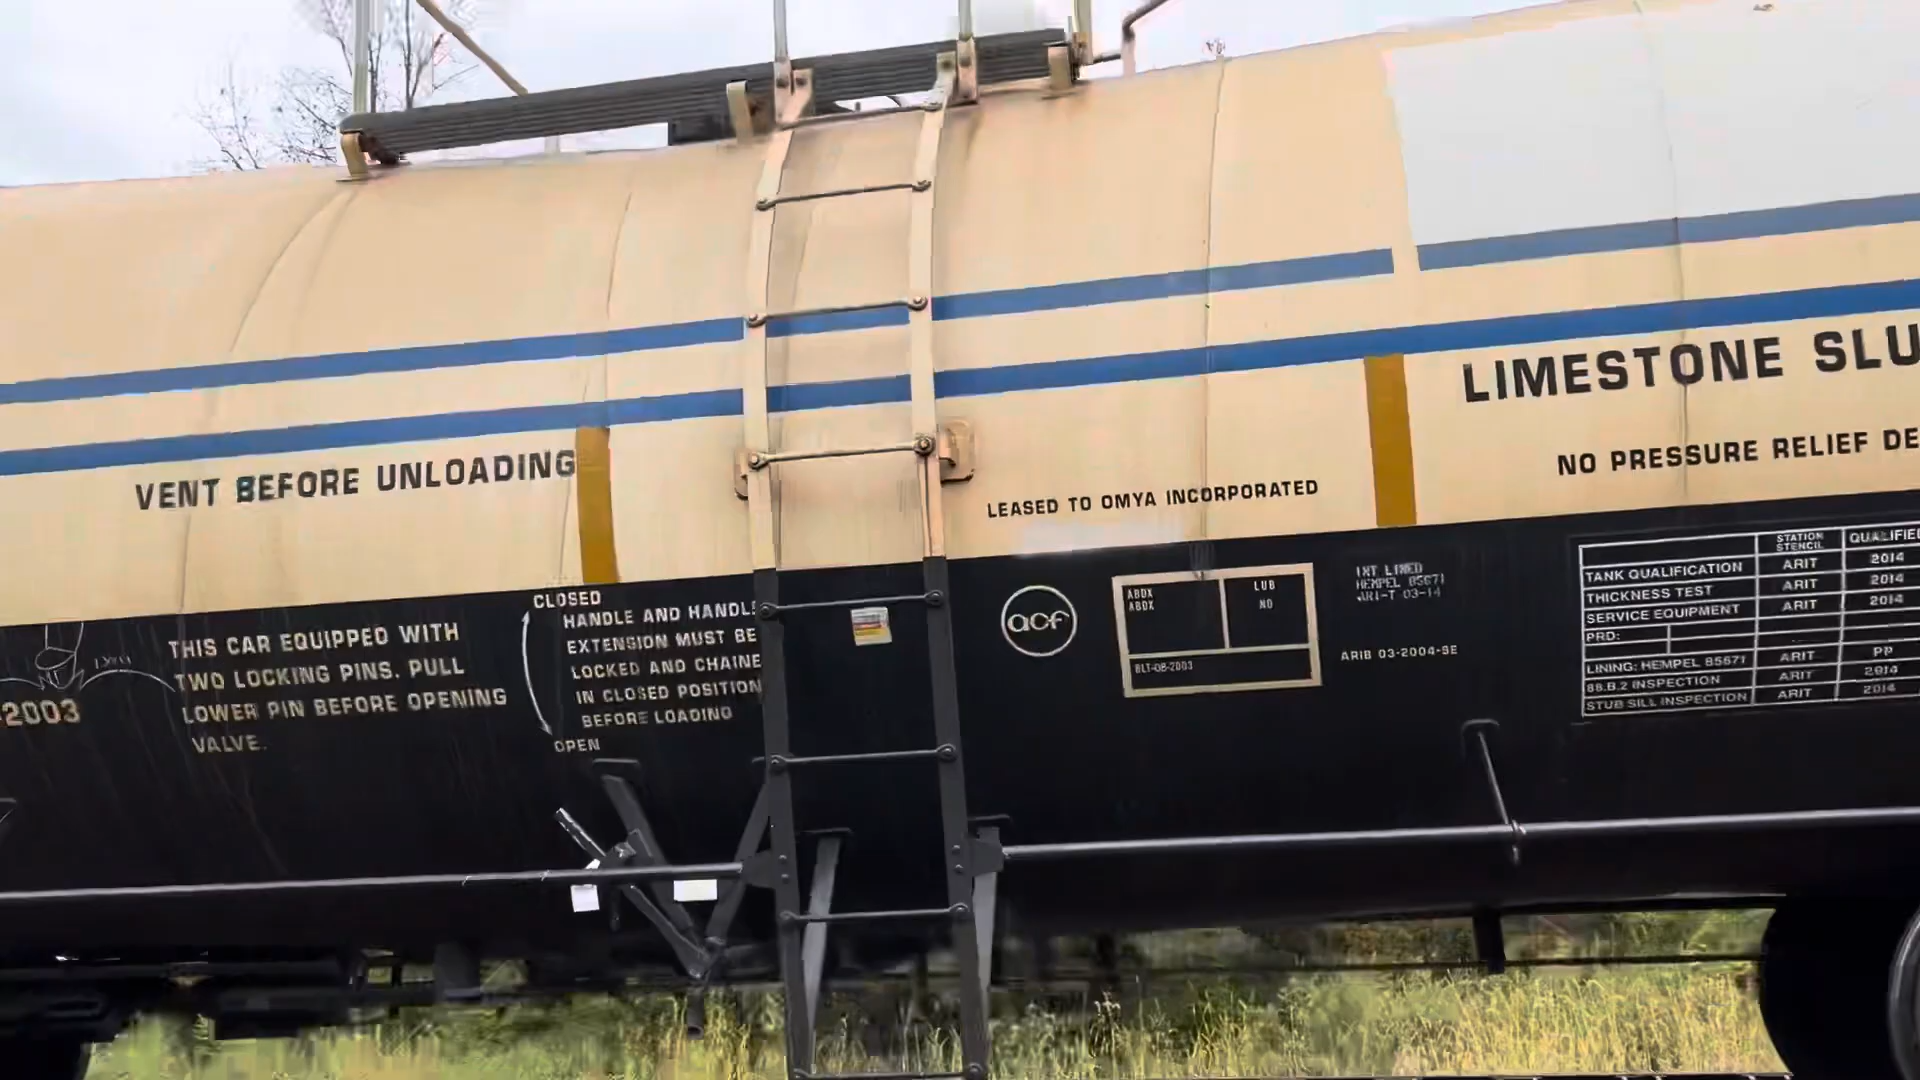 LIMESTONE SLU
NO PRESSURE RELIEF DE
VENT BEFORE UNLOADING
LEASED TO OMYA INCORPORATED
-2003
THIS CAR EQUIPPED WITH
TWO LOCKING PINS. PULL
LOWER PIN BEFORE OPENING
VALVE.
CLOSED
HANDLE AND HANDLE
EXTENSION MUST BE
LOCKED AND CHAINE
IN CLOSED POSITION
BEFORE LOADING
OPEN
acf
ABDX LUB
ABDX NO
BLT-08-2003
INT LINED
HEMPEL 85671
ARI-T 03-14
ARIB 03-2004-SE
STATION STENCIL QUALIFIED
TANK QUALIFICATION ARIT 2014
THICKNESS TEST ARIT 2014
SERVICE EQUIPMENT ARIT 2014
PRD:
LINING: HEMPEL 85671 ARIT PP
88.B.2 INSPECTION ARIT 2014
STUB SILL INSPECTION ARIT 2014